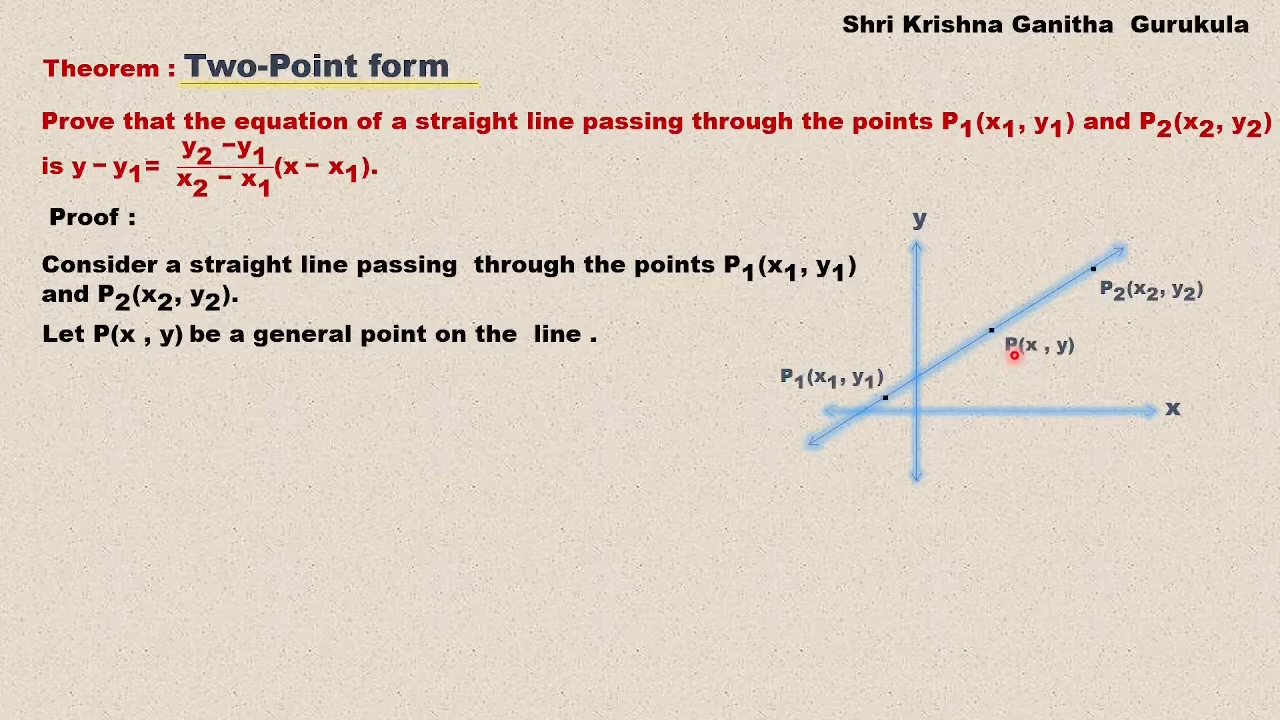 Shri Krishna Ganitha Gurukula
Theorem : Two-Point form
Prove that the equation of a straight line passing through the points P₁(x₁, y₁) and P₂(x₂, y₂)
is y − y₁ = (y₂ − y₁)/(x₂ − x₁) (x − x₁).
Proof :
Consider a straight line passing through the points P₁(x₁, y₁)
and P₂(x₂, y₂).
Let P(x , y) be a general point on the line .
y
P₂(x₂, y₂)
P(x , y)
P₁(x₁, y₁)
x